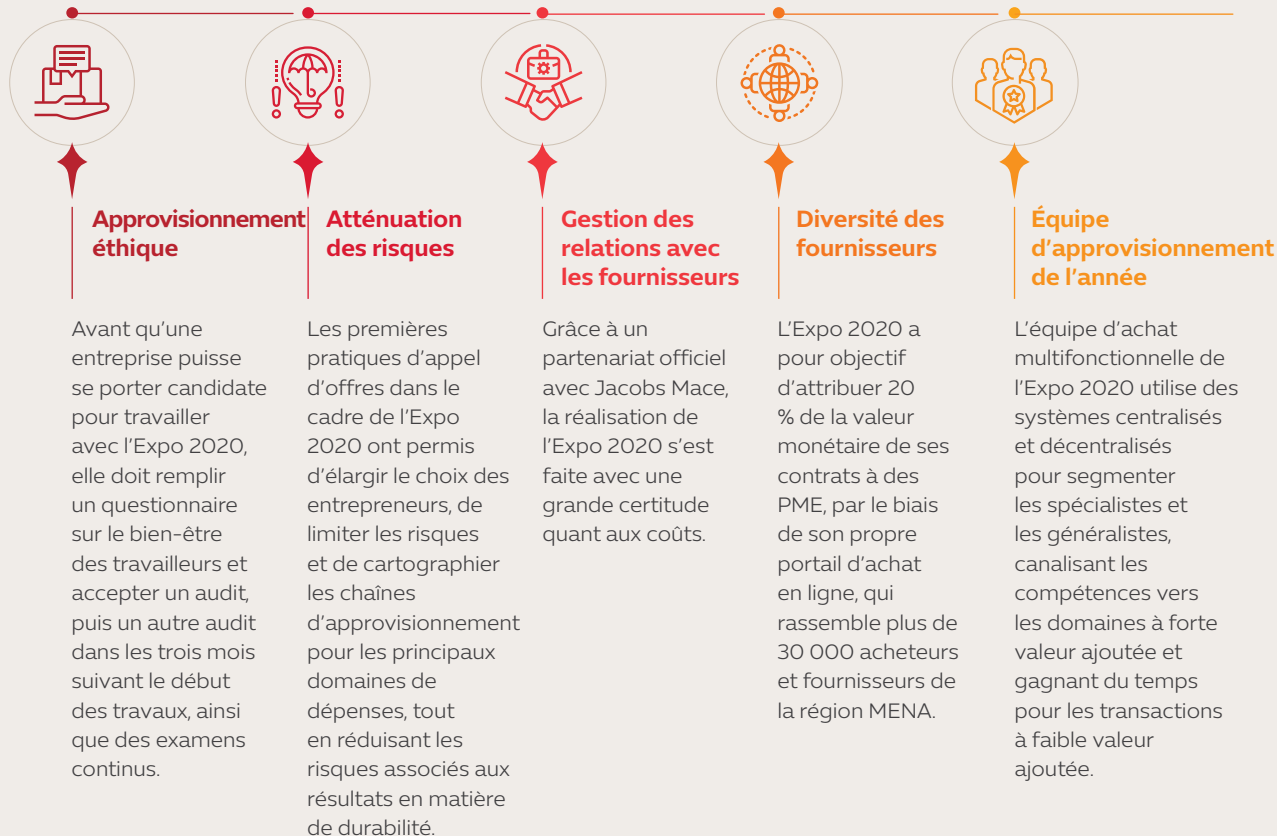 Approvisionnement
éthique
Avant qu'une
entreprise puisse
se porter candidate
pour travailler
avec l'Expo 2020,
elle doit remplir
un questionnaire
sur le bien-être
des travailleurs et
accepter un audit,
puis un autre audit
dans les trois mois
suivant le début
des travaux, ainsi
que des examens
continus.
Atténuation
des risques
Les premières
pratiques d'appel
d'offres dans le
cadre de l'Expo
2020 ont permis
d'élargir le choix des
entrepreneurs, de
limiter les risques
et de cartographier
les chaînes
d'approvisionnement
pour les principaux
domaines de
dépenses, tout
en réduisant les
risques associés aux
résultats en matière
de durabilité.
Gestion des
relations avec
les fournisseurs
Grâce à un
partenariat officiel
avec Jacobs Mace,
la réalisation de
l'Expo 2020 s'est
faite avec une
grande certitude
quant aux coûts.
Diversité des
fournisseurs
L'Expo 2020 a
pour objectif
d'attribuer 20
% de la valeur
monétaire de ses
contrats à des
PME, par le biais
de son propre
portail d'achat
en ligne, qui
rassemble plus de
30 000 acheteurs
et fournisseurs de
la région MENA.
Équipe
d'approvisionnement
de l'année
L'équipe d'achat
multifonctionnelle de
l'Expo 2020 utilise des
systèmes centralisés
et décentralisés
pour segmenter
les spécialistes et
les généralistes,
canalisant les
compétences vers
les domaines à forte
valeur ajoutée et
gagnant du temps
pour les transactions
à faible valeur
ajoutée.